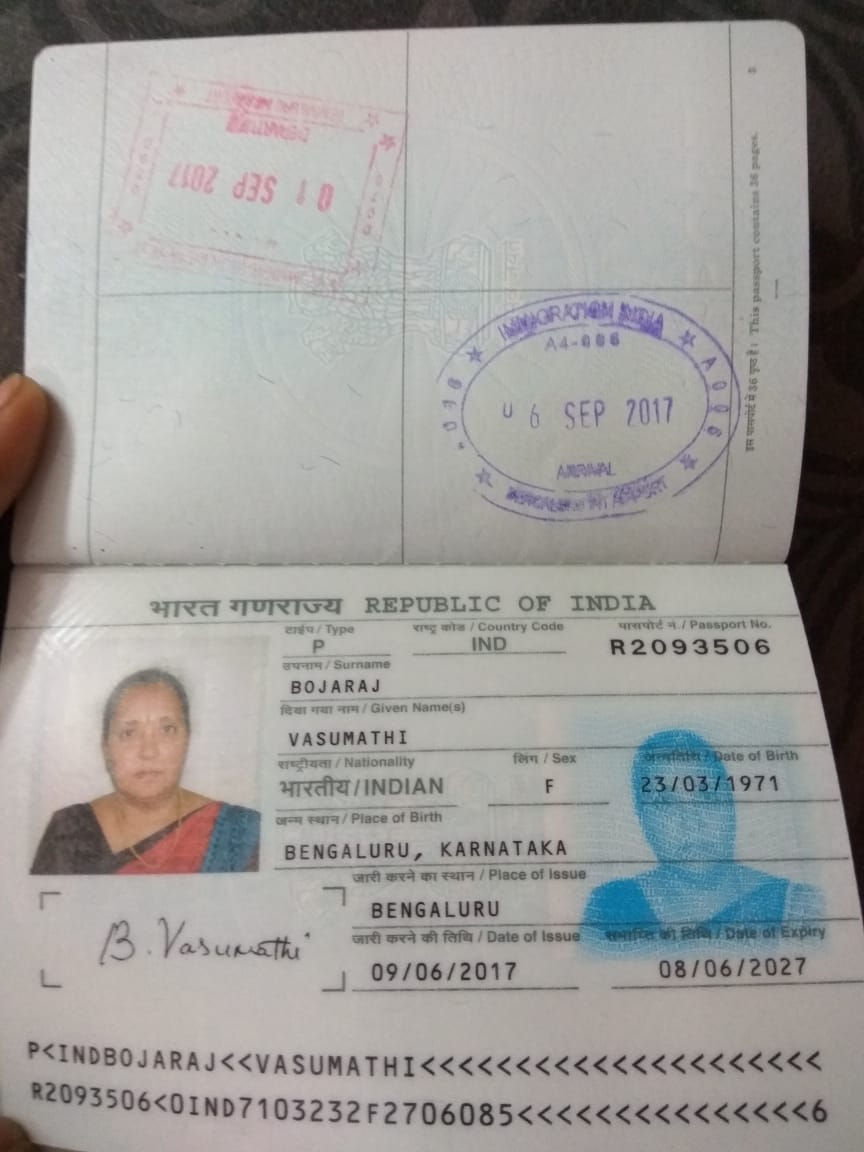 01 SEP 2017
इस पासपोर्ट में 36 पृष्ठ हैं। This passport contains 36 pages.
IMMIGRATION INDIA
A4-006
A006
06 SEP 2017
ARRIVAL
भारत गणराज्य REPUBLIC OF INDIA
टाईप / Type राष्ट्र कोड / Country Code पासपोर्ट नं. / Passport No.
P IND R2093506
उपनाम / Surname
BOJARAJ
दिया गया नाम / Given Name(s)
VASUMATHI
राष्ट्रीयता / Nationality लिंग / Sex जन्मतिथि / Date of Birth
भारतीय/INDIAN F 23/03/1971
जन्म स्थान / Place of Birth
BENGALURU, KARNATAKA
जारी करने का स्थान / Place of Issue
BENGALURU
जारी करने की तिथि / Date of Issue समाप्ति की तिथि / Date of Expiry
09/06/2017 08/06/2027
B. Vasumathi
P<INDBOJARAJ<<VASUMATHI<<<<<<<<<<<<<<<<<<<<<
R2093506<0IND7103232F2706085<<<<<<<<<<<<<<<6